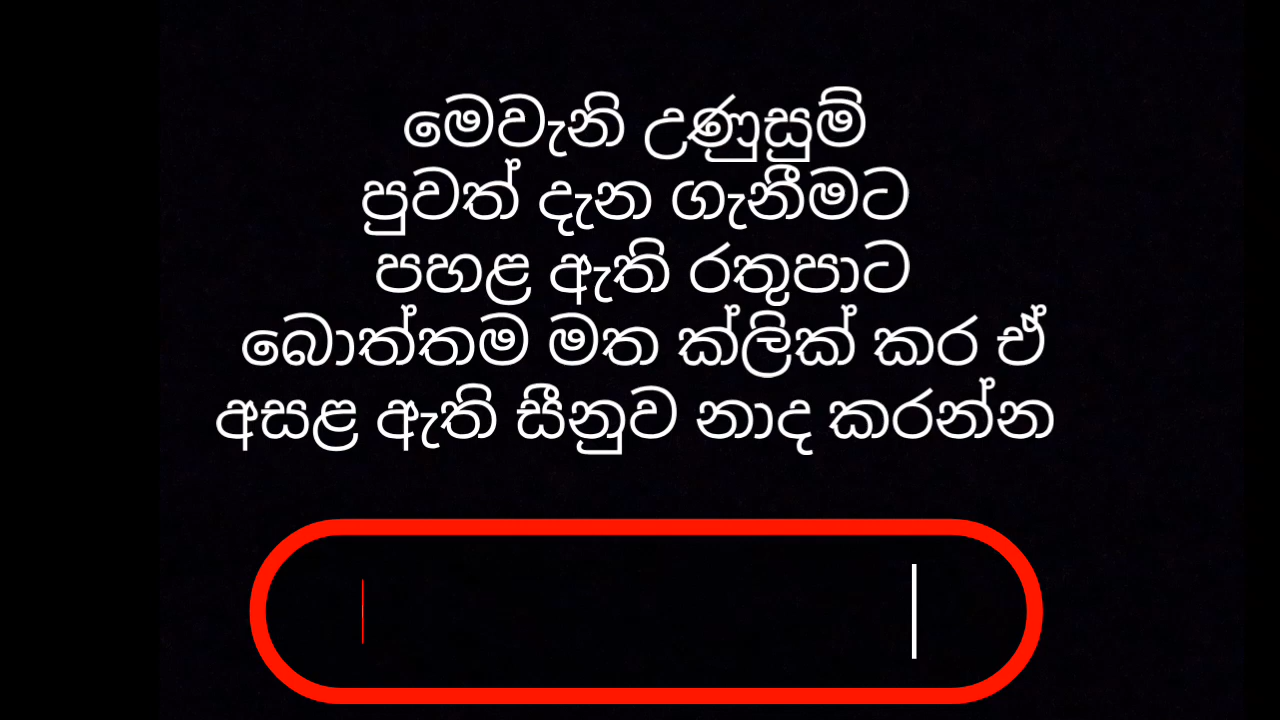 මෙවැනි උණුසුම්
පුවත් දැන ගැනීමට
පහළ ඇති රතුපාට
බොත්තම මත ක්ලික් කර ඒ
අසළ ඇති සීනුව නාද කරන්න